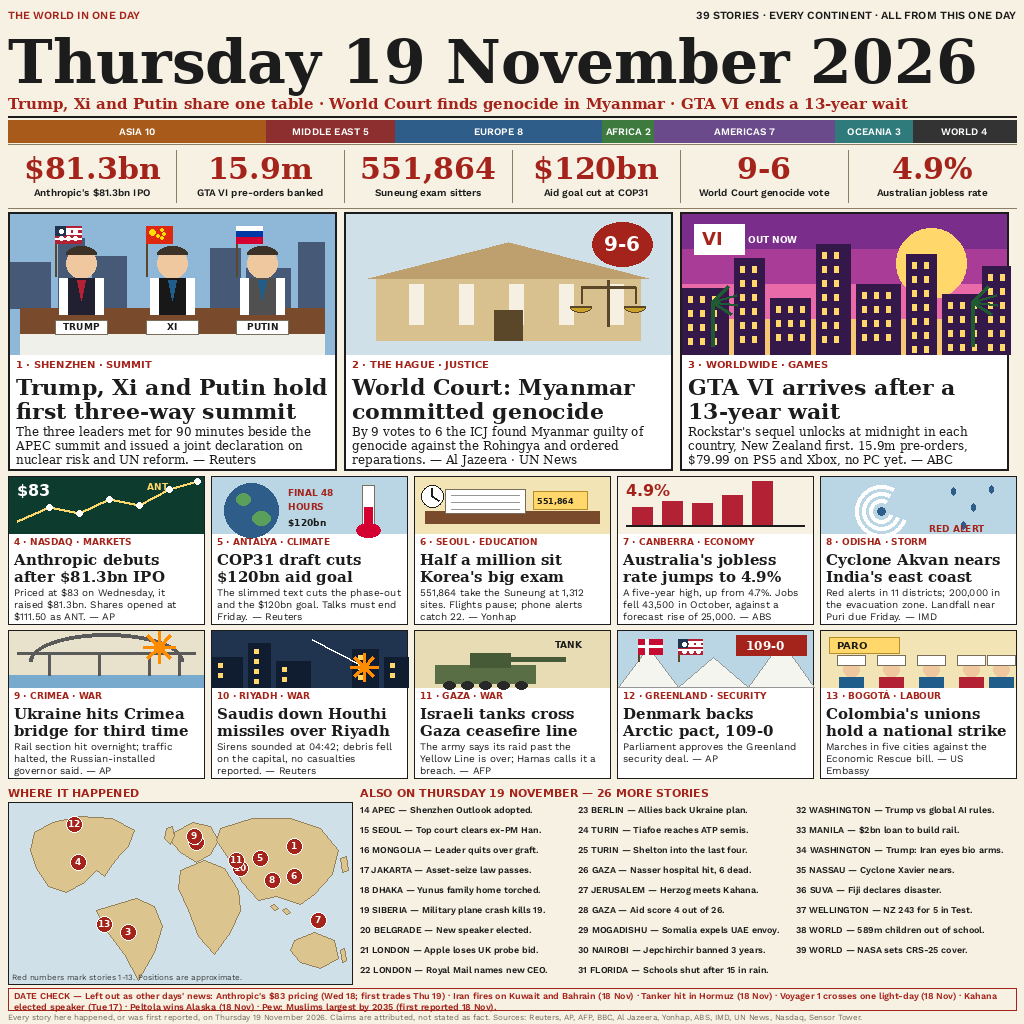 THE WORLD IN ONE DAY
39 STORIES · EVERY CONTINENT · ALL FROM THIS ONE DAY
Thursday 19 November 2026
Trump, Xi and Putin share one table · World Court finds genocide in Myanmar · GTA VI ends a 13-year wait
ASIA 10
MIDDLE EAST 5
EUROPE 8
AFRICA 2
AMERICAS 7
OCEANIA 3
WORLD 4
$81.3bn
Anthropic's $81.3bn IPO
15.9m
GTA VI pre-orders banked
551,864
Suneung exam sitters
$120bn
Aid goal cut at COP31
9-6
World Court genocide vote
4.9%
Australian jobless rate
TRUMP
XI
PUTIN
1 · SHENZHEN · SUMMIT
Trump, Xi and Putin hold
first three-way summit
The three leaders met for 90 minutes beside the
APEC summit and issued a joint declaration on
nuclear risk and UN reform. — Reuters
9-6
2 · THE HAGUE · JUSTICE
World Court: Myanmar
committed genocide
By 9 votes to 6 the ICJ found Myanmar guilty of
genocide against the Rohingya and ordered
reparations. — Al Jazeera · UN News
VI
OUT NOW
3 · WORLDWIDE · GAMES
GTA VI arrives after a
13-year wait
Rockstar's sequel unlocks at midnight in each
country, New Zealand first. 15.9m pre-orders,
$79.99 on PS5 and Xbox, no PC yet. — ABC
$83
ANT
4 · NASDAQ · MARKETS
Anthropic debuts
after $81.3bn IPO
Priced at $83 on Wednesday, it
raised $81.3bn. Shares opened at
$111.50 as ANT. — AP
FINAL 48
HOURS
$120bn
5 · ANTALYA · CLIMATE
COP31 draft cuts
$120bn aid goal
The slimmed text cuts the phase-out
and the $120bn goal. Talks must end
Friday. — Reuters
551,864
6 · SEOUL · EDUCATION
Half a million sit
Korea's big exam
551,864 take the Suneung at 1,312
sites. Flights pause; phone alerts
catch 22. — Yonhap
4.9%
7 · CANBERRA · ECONOMY
Australia's jobless
rate jumps to 4.9%
A five-year high, up from 4.7%. Jobs
fell 43,500 in October, against a
forecast rise of 25,000. — ABS
RED ALERT
8 · ODISHA · STORM
Cyclone Akvan nears
India's east coast
Red alerts in 11 districts; 200,000 in
the evacuation zone. Landfall near
Puri due Friday. — IMD
9 · CRIMEA · WAR
Ukraine hits Crimea
bridge for third time
Rail section hit overnight; traffic
halted, the Russian-installed
governor said. — AP
10 · RIYADH · WAR
Saudis down Houthi
missiles over Riyadh
Sirens sounded at 04:42; debris fell
on the capital, no casualties
reported. — Reuters
TANK
11 · GAZA · WAR
Israeli tanks cross
Gaza ceasefire line
The army says its raid past the
Yellow Line is over; Hamas calls it a
breach. — AFP
109-0
12 · GREENLAND · SECURITY
Denmark backs
Arctic pact, 109-0
Parliament approves the Greenland
security deal. — AP
PARO
13 · BOGOTÁ · LABOUR
Colombia's unions
hold a national strike
Marches in five cities against the
Economic Rescue bill. — US
Embassy
WHERE IT HAPPENED
12
4
9
11
5
1
8
6
13
3
7
Red numbers mark stories 1-13. Positions are approximate.
ALSO ON THURSDAY 19 NOVEMBER — 26 MORE STORIES
14 APEC — Shenzhen Outlook adopted.
15 SEOUL — Top court clears ex-PM Han.
16 MONGOLIA — Leader quits over graft.
17 JAKARTA — Asset-seize law passes.
18 DHAKA — Yunus family home torched.
19 SIBERIA — Military plane crash kills 19.
20 BELGRADE — New speaker elected.
21 LONDON — Apple loses UK probe bid.
22 LONDON — Royal Mail names new CEO.
23 BERLIN — Allies back Ukraine plan.
24 TURIN — Tiafoe reaches ATP semis.
25 TURIN — Shelton into the last four.
26 GAZA — Nasser hospital hit, 6 dead.
27 JERUSALEM — Herzog meets Kahana.
28 GAZA — Aid score 4 out of 26.
29 MOGADISHU — Somalia expels UAE envoy.
30 NAIROBI — Jepchirchir banned 3 years.
31 FLORIDA — Schools shut after 15 in rain.
32 WASHINGTON — Trump vs global AI rules.
33 MANILA — $2bn loan to build rail.
34 WASHINGTON — Trump: Iran eyes bio arms.
35 NASSAU — Cyclone Xavier nears.
36 SUVA — Fiji declares disaster.
37 WELLINGTON — NZ 243 for 5 in Test.
38 WORLD — 589m children out of school.
39 WORLD — NASA sets CRS-25 cover.
DATE CHECK — Left out as other days' news: Anthropic's $83 pricing (Wed 18; first trades Thu 19) · Iran fires on Kuwait and Bahrain (18 Nov) · Tanker hit in Hormuz (18 Nov) · Voyager 1 crosses one light-day (18 Nov) · Kahana
elected speaker (Tue 17) · Peltola wins Alaska (18 Nov) · Pew: Muslims largest by 2035 (first reported 18 Nov).
Every story here happened, or was first reported, on Thursday 19 November 2026. Claims are attributed, not stated as fact. Sources: Reuters, AP, AFP, BBC, Al Jazeera, Yonhap, ABS, IMD, UN News, Nasdaq, Sensor Tower.